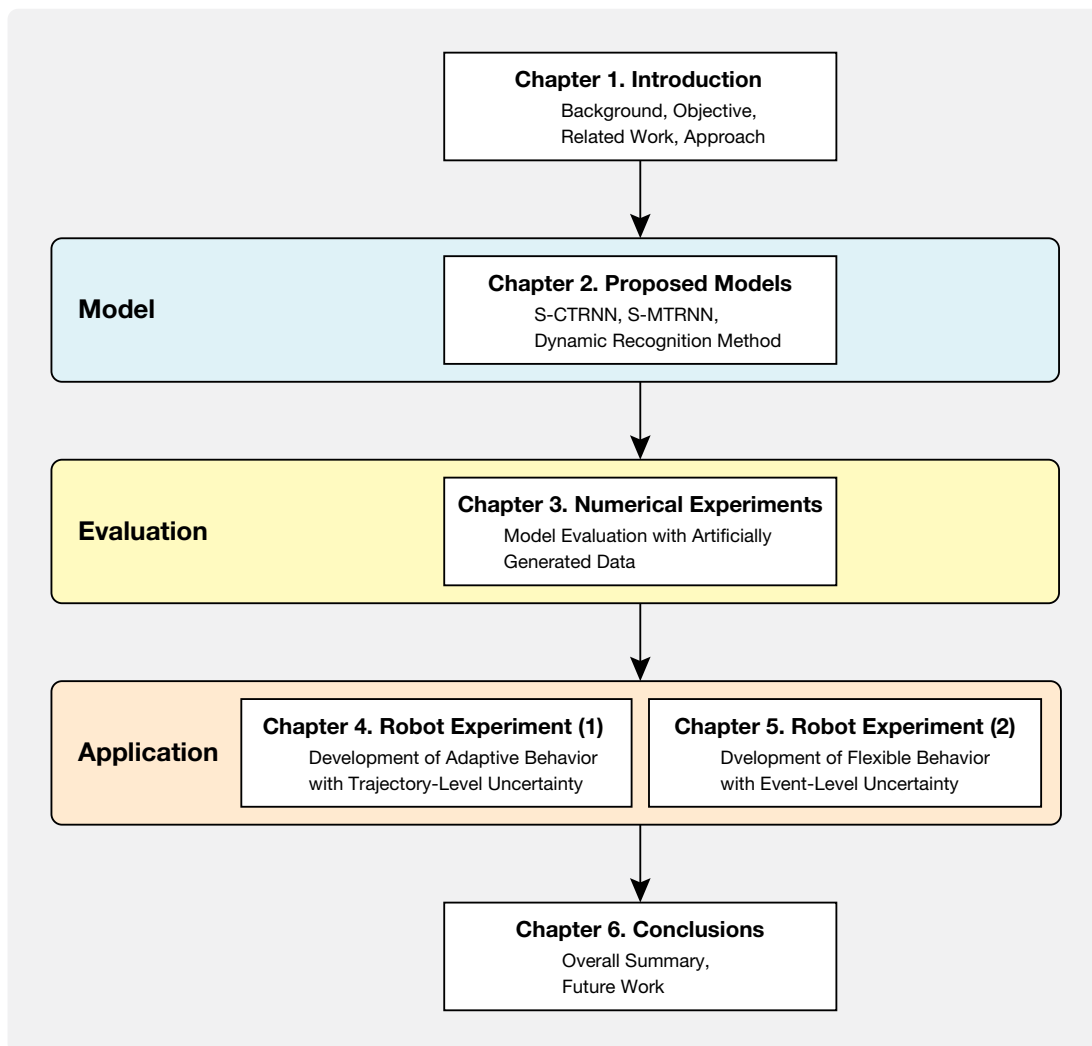 Chapter 1. Introduction
Background, Objective,
Related Work, Approach
Model
Chapter 2. Proposed Models
S-CTRNN, S-MTRNN,
Dynamic Recognition Method
Evaluation
Chapter 3. Numerical Experiments
Model Evaluation with Artificially
Generated Data
Application
Chapter 4. Robot Experiment (1)
Development of Adaptive Behavior
with Trajectory-Level Uncertainty
Chapter 5. Robot Experiment (2)
Dvelopment of Flexible Behavior
with Event-Level Uncertainty
Chapter 6. Conclusions
Overall Summary,
Future Work